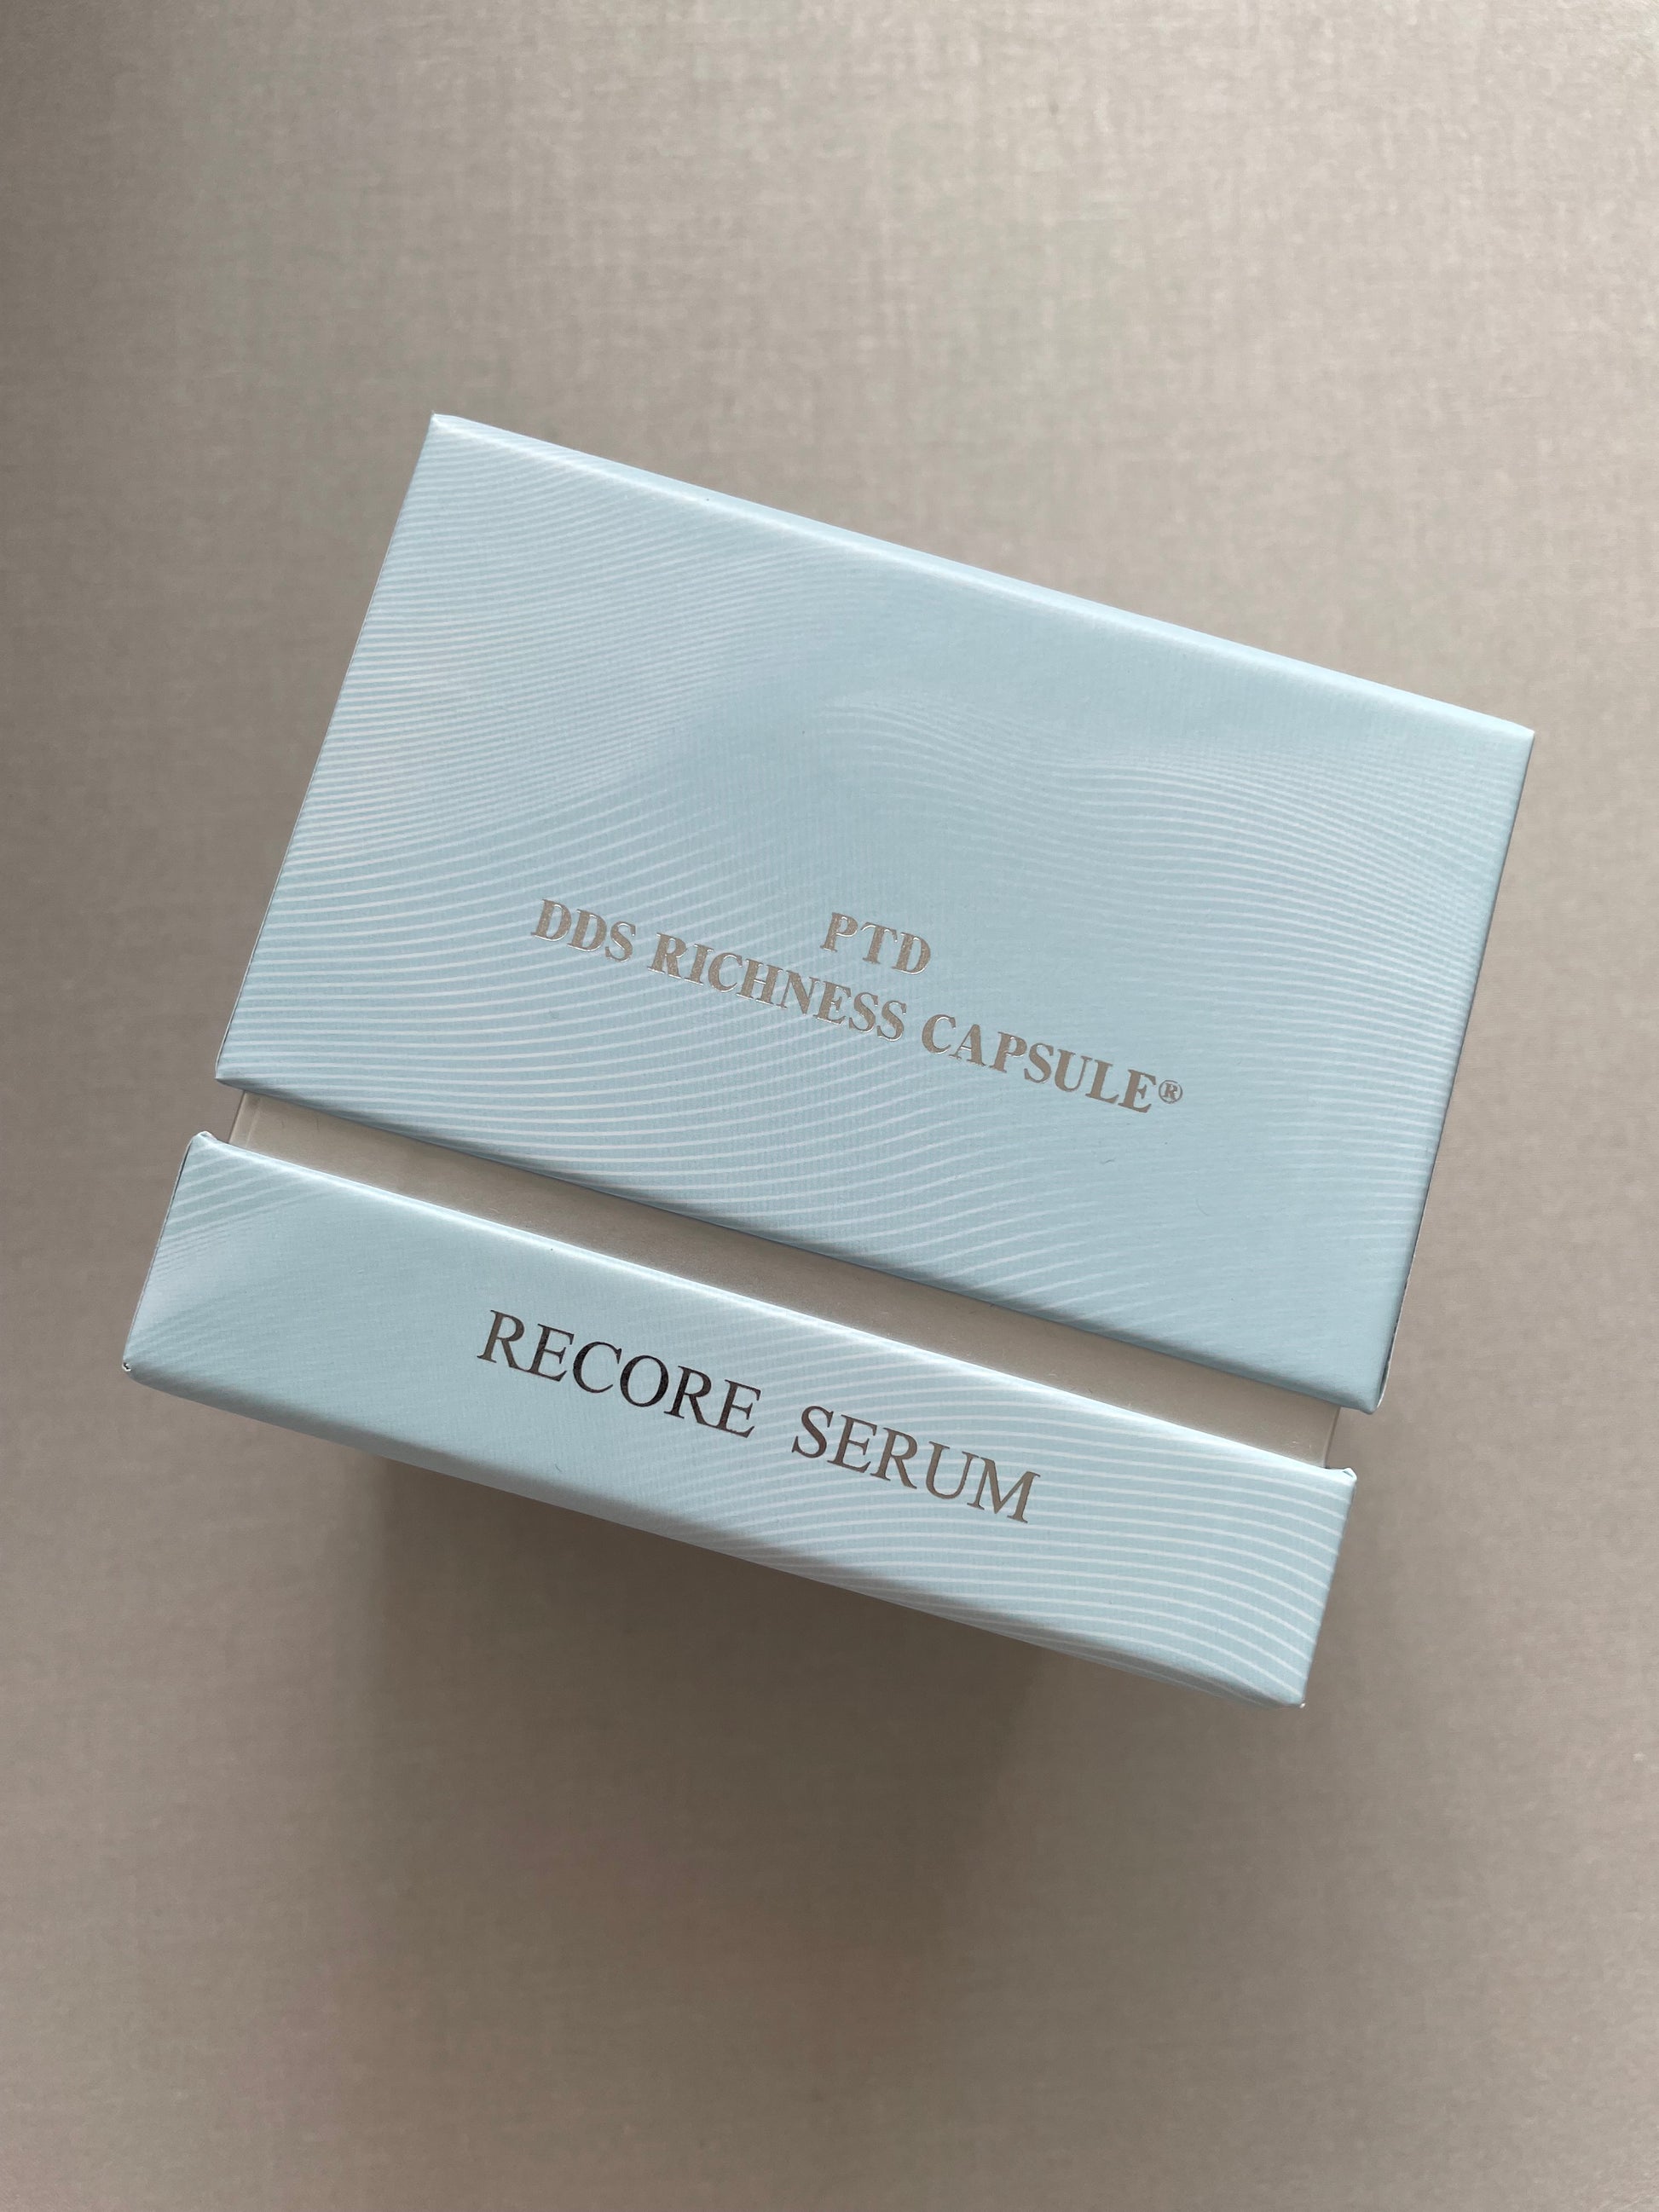 PTD
DDS RICHNESS CAPSULE®
RECORE SERUM